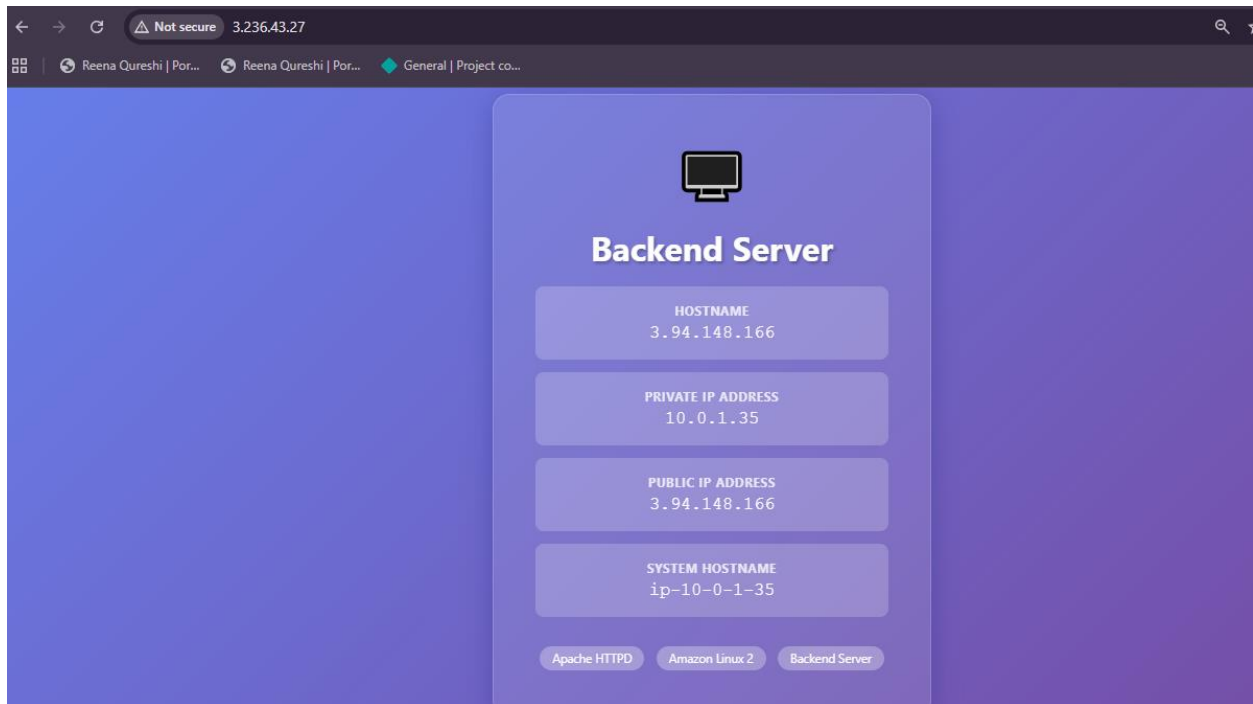 Not secure 3.236.43.27
Reena Qureshi | Por... Reena Qureshi | Por... General | Project co...
Backend Server
HOSTNAME
3.94.148.166
PRIVATE IP ADDRESS
10.0.1.35
PUBLIC IP ADDRESS
3.94.148.166
SYSTEM HOSTNAME
ip-10-0-1-35
Apache HTTPD Amazon Linux 2 Backend Server